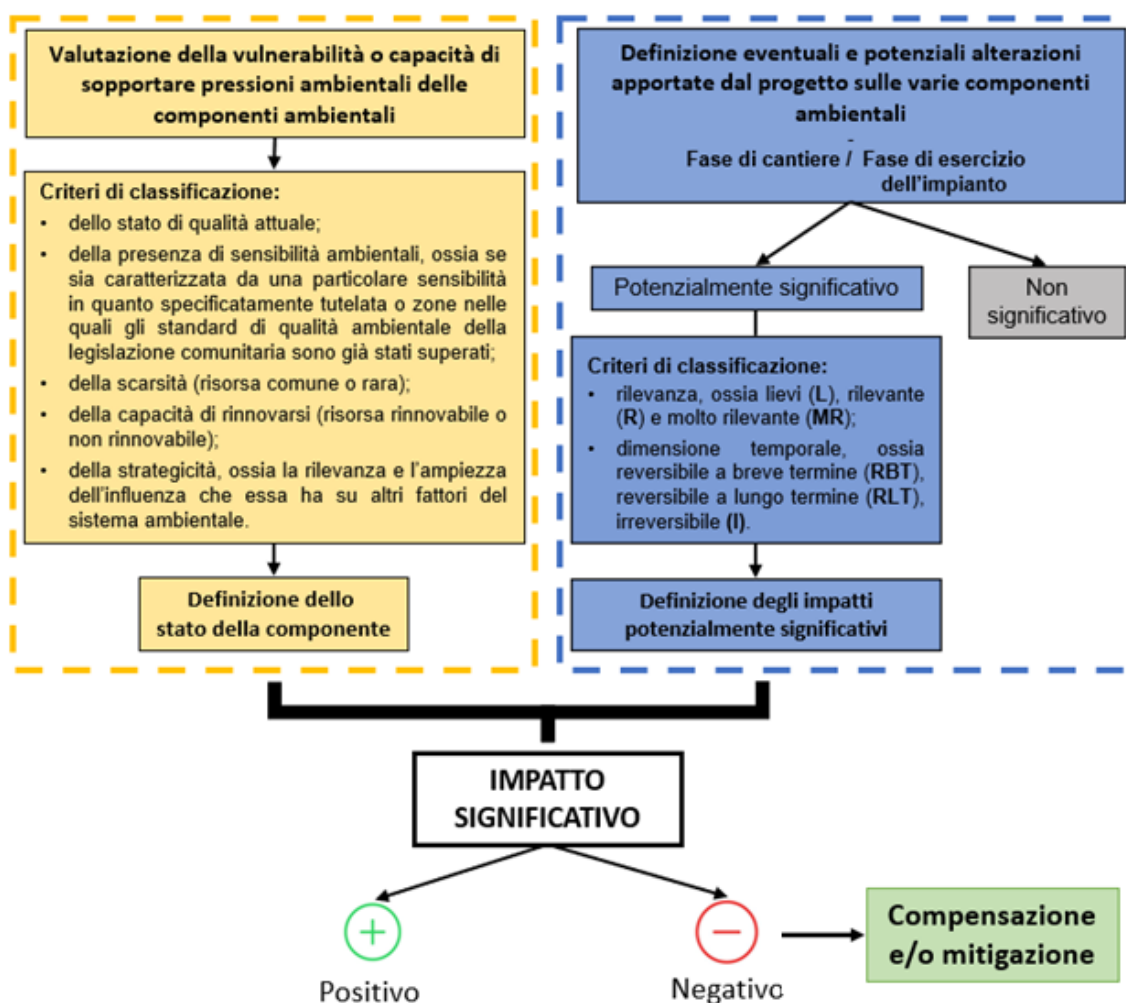 Valutazione della vulnerabilità o capacità di
sopportare pressioni ambientali delle
componenti ambientali
Criteri di classificazione:
• dello stato di qualità attuale;
• della presenza di sensibilità ambientali, ossia se
sia caratterizzata da una particolare sensibilità
in quanto specificatamente tutelata o zone nelle
quali gli standard di qualità ambientale della
legislazione comunitaria sono già stati superati;
• della scarsità (risorsa comune o rara);
• della capacità di rinnovarsi (risorsa rinnovabile o
non rinnovabile);
• della strategicità, ossia la rilevanza e l'ampiezza
dell'influenza che essa ha su altri fattori del
sistema ambientale.
Definizione dello
stato della componente
Definizione eventuali e potenziali alterazioni
apportate dal progetto sulle varie componenti
ambientali
-
Fase di cantiere / Fase di esercizio
dell'impianto
Potenzialmente significativo
Non
significativo
Criteri di classificazione:
• rilevanza, ossia lievi (L), rilevante
(R) e molto rilevante (MR);
• dimensione temporale, ossia
reversibile a breve termine (RBT),
reversibile a lungo termine (RLT),
irreversibile (I).
Definizione degli impatti
potenzialmente significativi
IMPATTO
SIGNIFICATIVO
+
Positivo
−
Negativo
Compensazione
e/o mitigazione